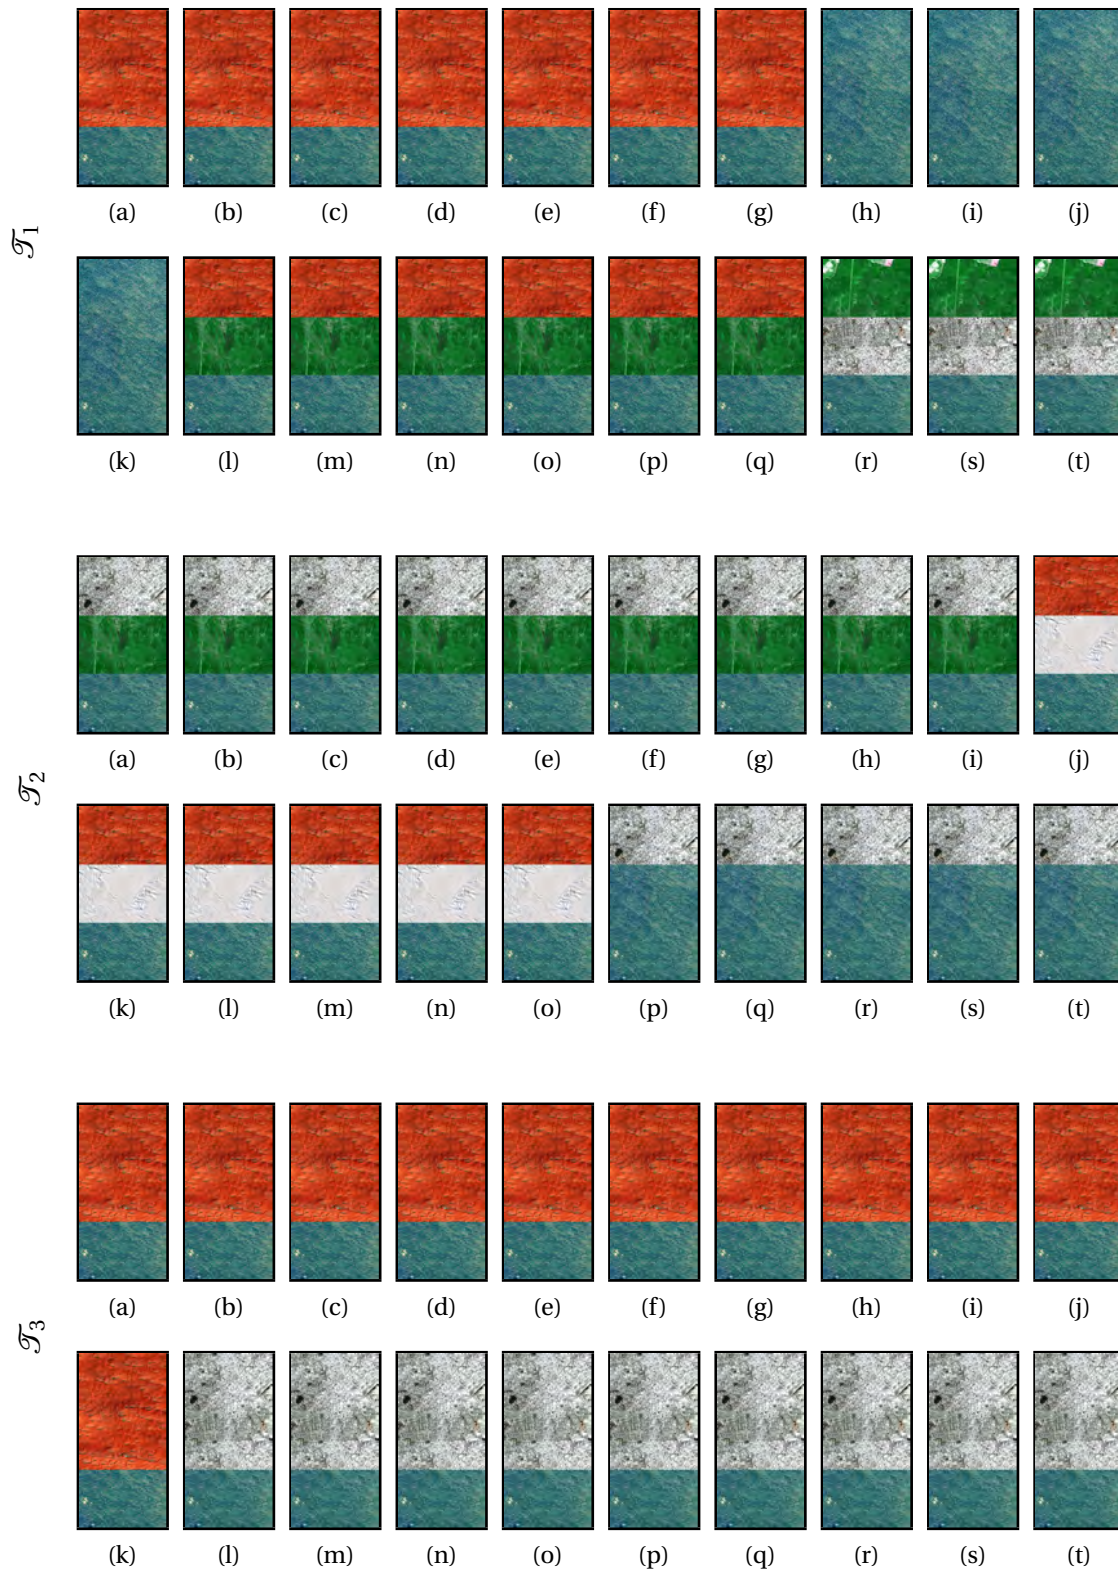 (a) (b) (c) (d) (e) (f) (g) (h) (i) (j)
𝒯1
(k) (l) (m) (n) (o) (p) (q) (r) (s) (t)
(a) (b) (c) (d) (e) (f) (g) (h) (i) (j)
𝒯2
(k) (l) (m) (n) (o) (p) (q) (r) (s) (t)
(a) (b) (c) (d) (e) (f) (g) (h) (i) (j)
𝒯3
(k) (l) (m) (n) (o) (p) (q) (r) (s) (t)